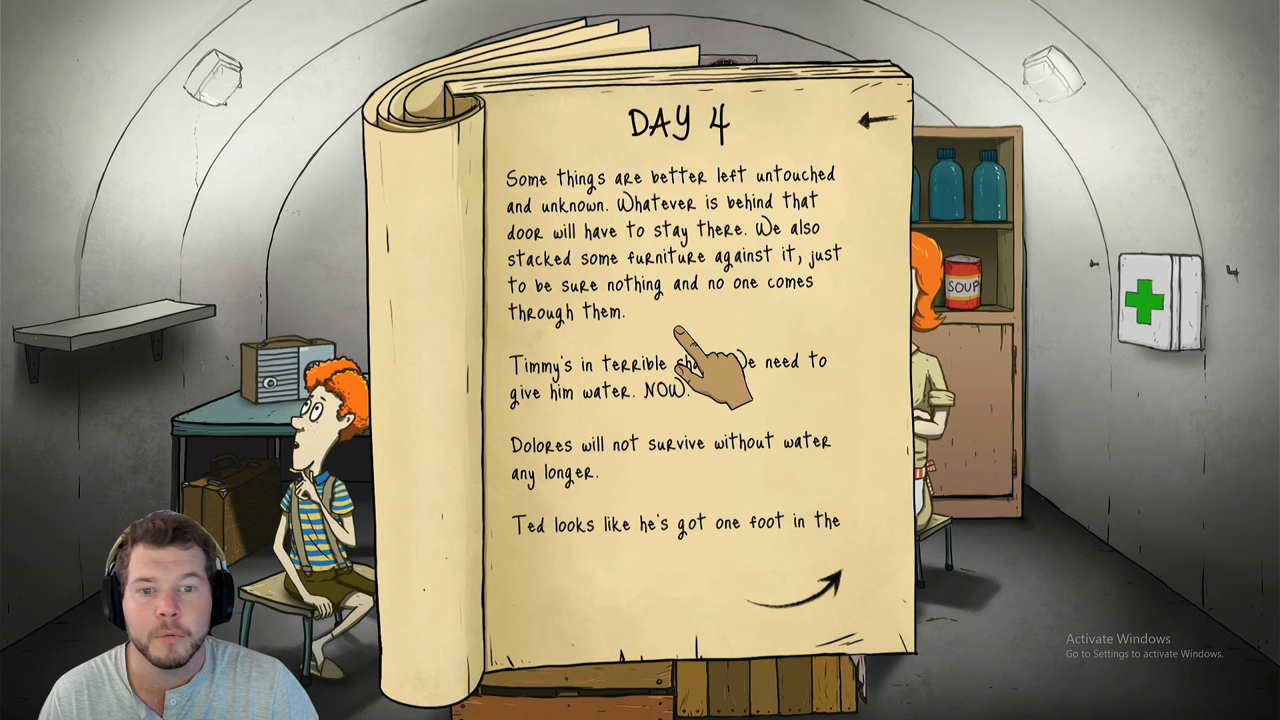 DAY 4
Some things are better left untouched
and unknown. Whatever is behind that
door will have to stay there. We also
stacked some furniture against it, just
to be sure nothing and no one comes
through them.
Timmy's in terrible need to
give him water. NOW.
Dolores will not survive without water
any longer.
Ted looks like he's got one foot in the
SOUP
4
Activate Windows
Go to Settings to activate Windows.